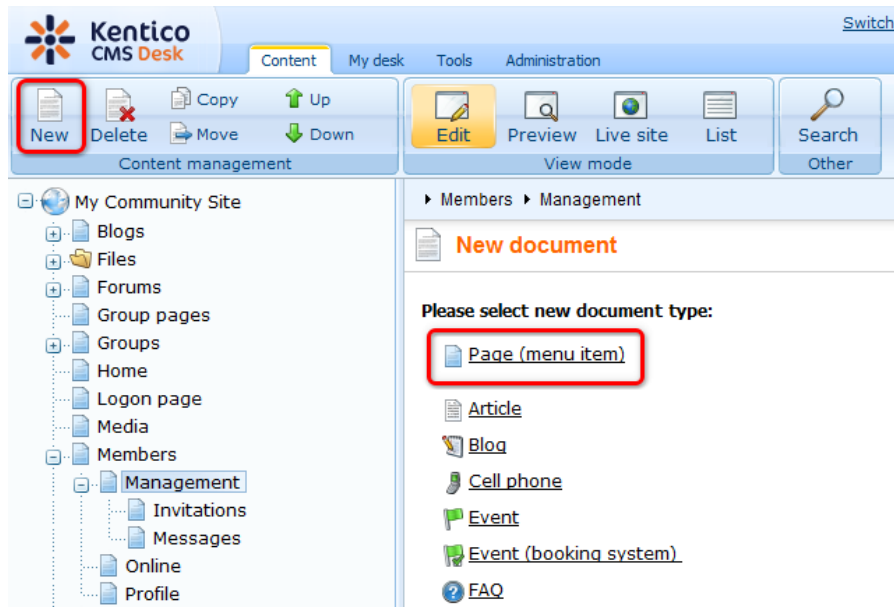 Kentico
CMS Desk
Switch
Content
My desk
Tools
Administration
New
Delete
Copy
Move
Up
Down
Content management
Edit
Preview
Live site
List
View mode
Search
Other
My Community Site
Blogs
Files
Forums
Group pages
Groups
Home
Logon page
Media
Members
Management
Invitations
Messages
Online
Profile
Members Management
New document
Please select new document type:
Page (menu item)
Article
Blog
Cell phone
Event
Event (booking system)
FAQ